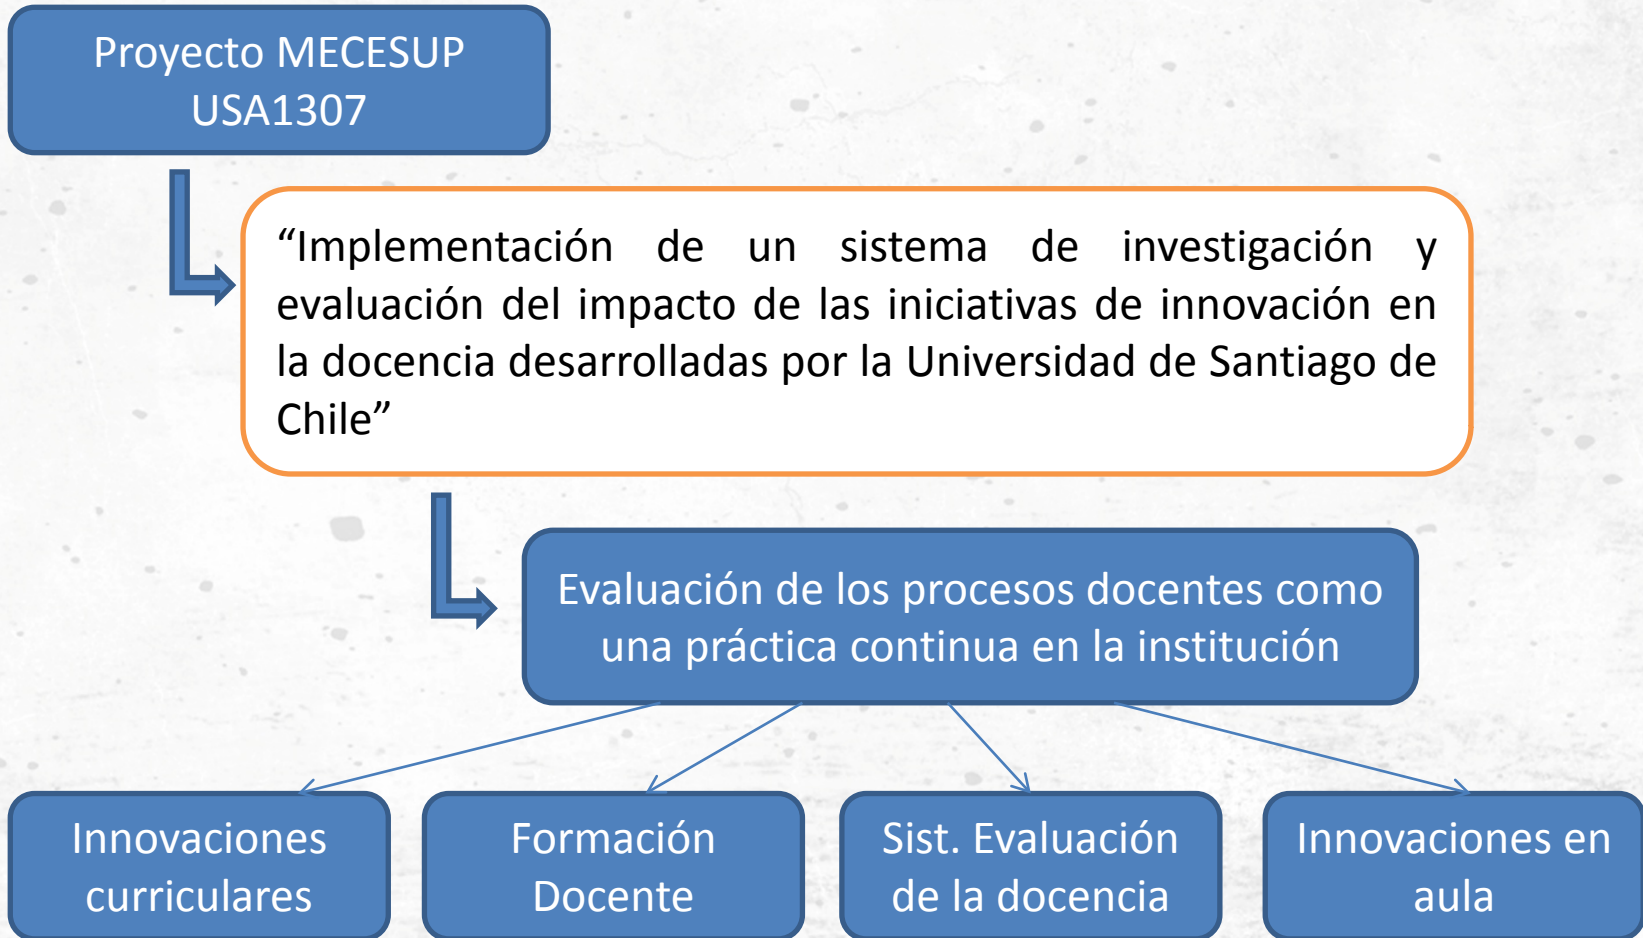 Proyecto MECESUP
USA1307
“Implementación de un sistema de investigación y
evaluación del impacto de las iniciativas de innovación en
la docencia desarrolladas por la Universidad de Santiago de
Chile”
Evaluación de los procesos docentes como
una práctica continua en la institución
Innovaciones
curriculares
Formación
Docente
Sist. Evaluación
de la docencia
Innovaciones en
aula